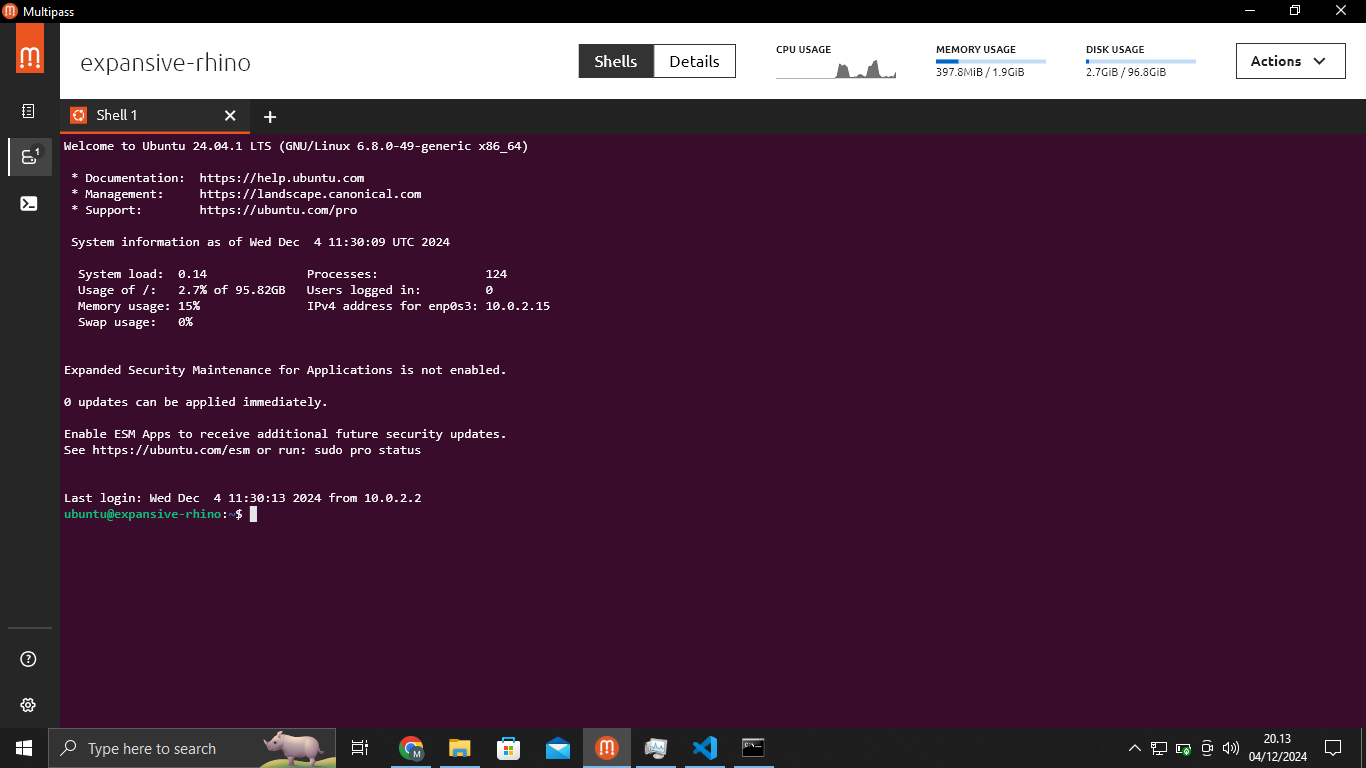 Multipass
expansive-rhino
Shells
Details
CPU USAGE
MEMORY USAGE
397.8MiB / 1.9GiB
DISK USAGE
2.7GiB / 96.8GiB
Actions
Shell 1
1
Welcome to Ubuntu 24.04.1 LTS (GNU/Linux 6.8.0-49-generic x86_64)
* Documentation:  https://help.ubuntu.com
* Management:     https://landscape.canonical.com
* Support:        https://ubuntu.com/pro
System information as of Wed Dec  4 11:30:09 UTC 2024
System load:  0.14              Processes:               124
Usage of /:   2.7% of 95.82GB   Users logged in:         0
Memory usage: 15%               IPv4 address for enp0s3: 10.0.2.15
Swap usage:   0%
Expanded Security Maintenance for Applications is not enabled.
0 updates can be applied immediately.
Enable ESM Apps to receive additional future security updates.
See https://ubuntu.com/esm or run: sudo pro status
Last login: Wed Dec  4 11:30:13 2024 from 10.0.2.2
ubuntu@expansive-rhino:~$
Type here to search
M
20.13
04/12/2024